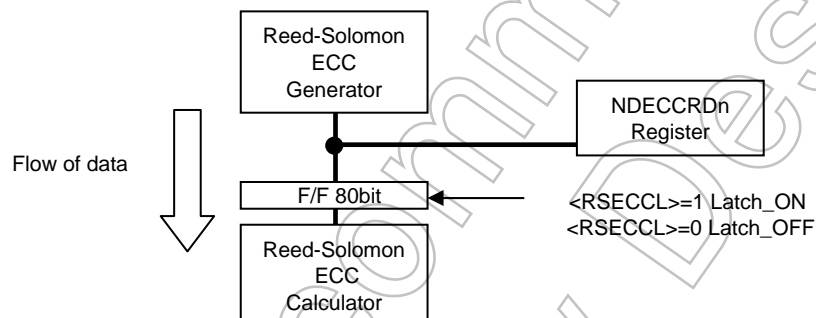 Reed-Solomon
ECC
Generator
NDECCRDn
Register
Flow of data
F/F 80bit
<RSECCL>=1 Latch_ON
<RSECCL>=0 Latch_OFF
Reed-Solomon
ECC
Calculator